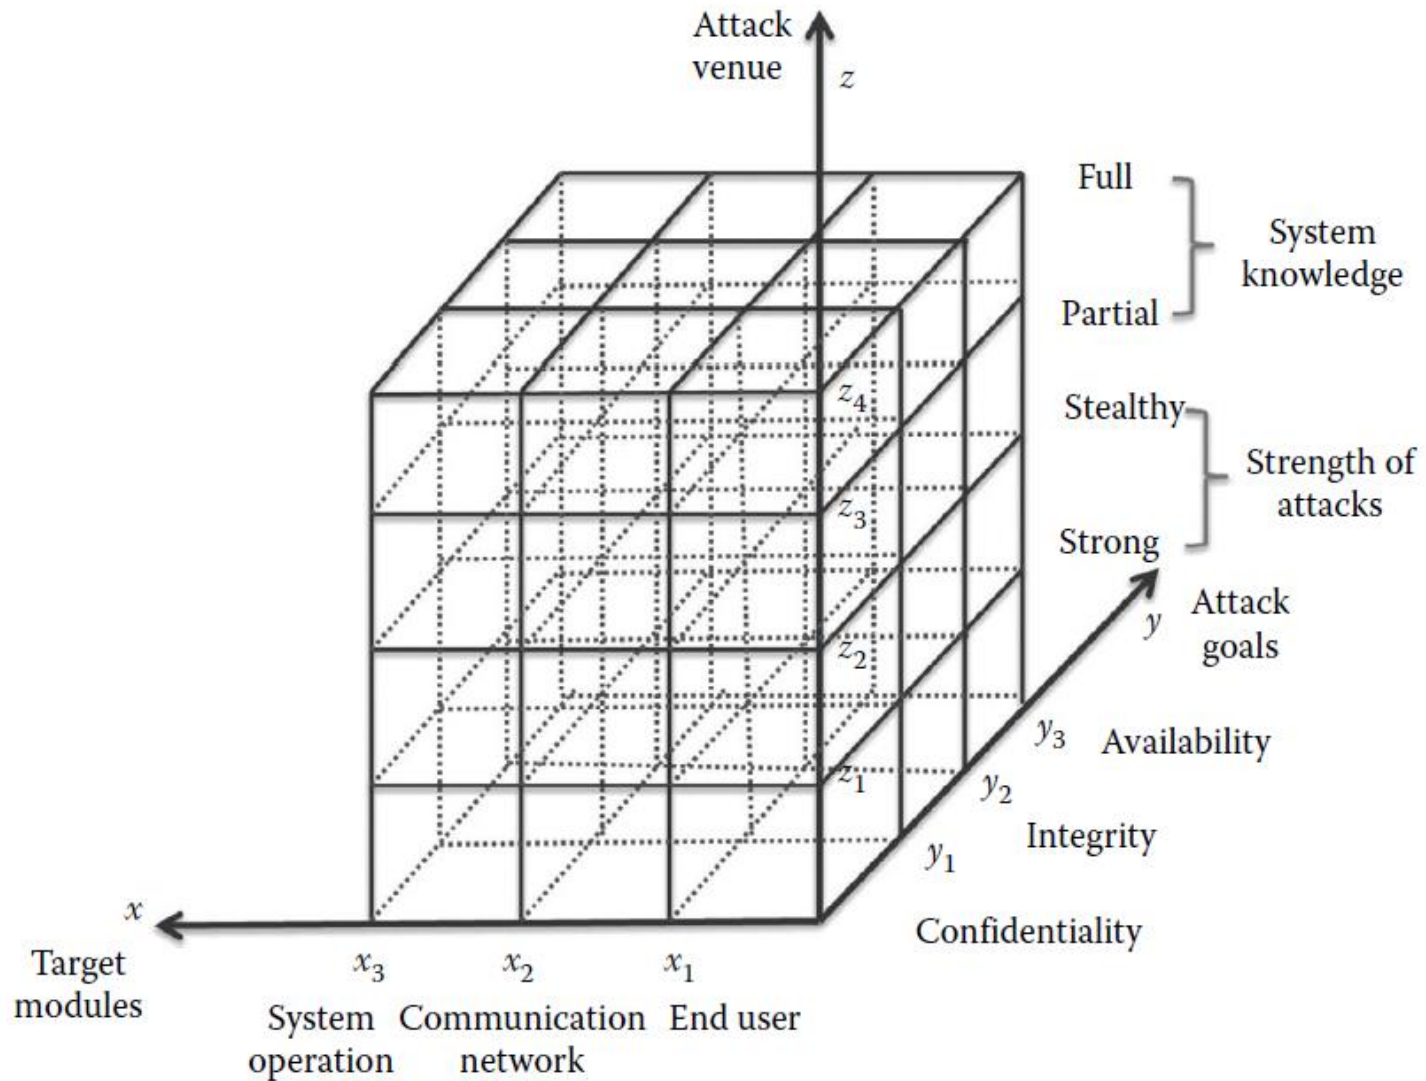 Attack
venue
z
Full
System
knowledge
Partial
z4
Stealthy
z3
Strength of
attacks
Strong
Attack
goals
y
z2
y3
Availability
z1
y2
Integrity
y1
x
Confidentiality
Target
modules
x3
x2
x1
System
operation
Communication
network
End user